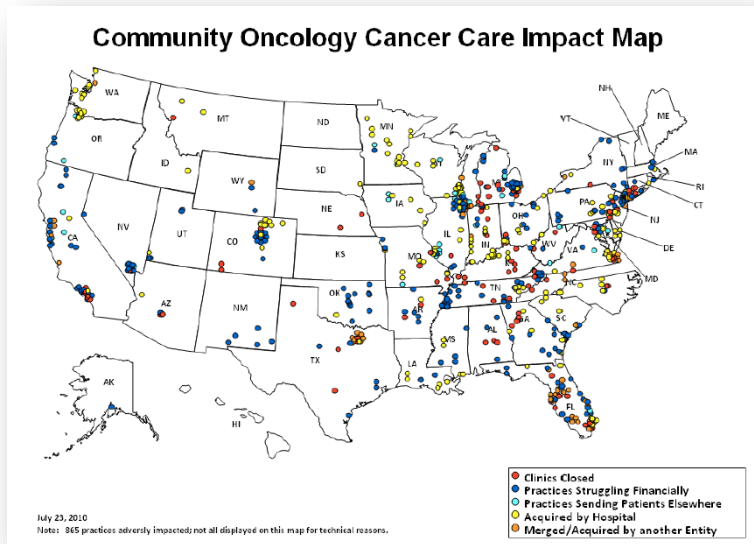 Community Oncology Cancer Care Impact Map
NH
WA
VT
ME
MT
ND
MN
OR
MA
NY
ID
SD
WY
RI
IA
PA
CT
NE
NJ
NV
OH
IL
IN
UT
CA
CO
WV
VA
DE
KS
MO
MD
TN
NC
OK
AZ
NM
AR
SC
MS
AL
GA
TX
LA
AK
FL
HI
Clinics Closed
Practices Struggling Financially
Practices Sending Patients Elsewhere
Acquired by Hospital
Merged/Acquired by another Entity
July 23, 2010
Note: 865 practices adversly impacted; not all displayed on this map for technical reasons.